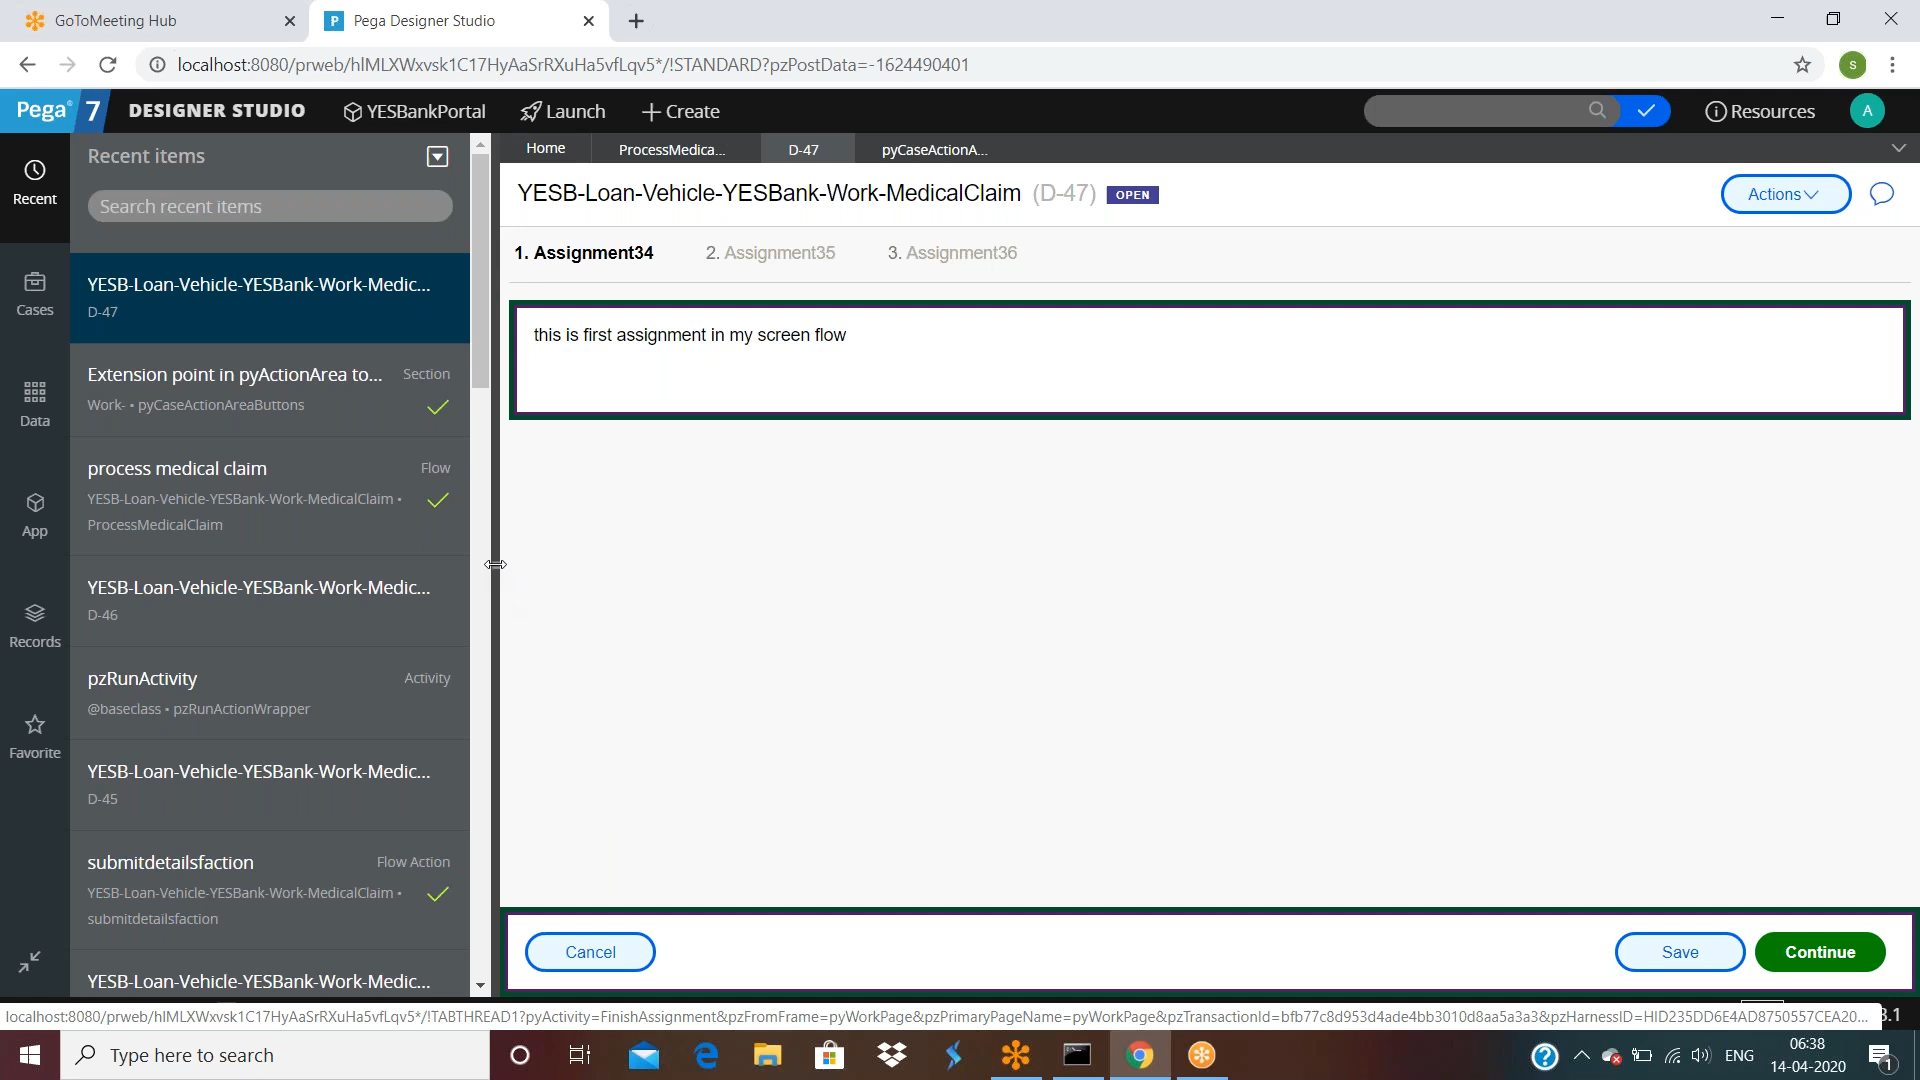 GoToMeeting Hub
Pega Designer Studio
localhost:8080/prweb/hIMLXWxvsk1C17HyAaSrRXuHa5vfLqv5*/!STANDARD?pzPostData=-1624490401
s
Pega 7 DESIGNER STUDIO YESBankPortal Launch Create Resources A
Home ProcessMedica... D-47 pyCaseActionA...
Recent
Cases
Data
App
Records
Favorite
Recent items
Search recent items
YESB-Loan-Vehicle-YESBank-Work-Medic...
D-47
Extension point in pyActionArea to... Section
Work- • pyCaseActionAreaButtons
process medical claim Flow
YESB-Loan-Vehicle-YESBank-Work-MedicalClaim •
ProcessMedicalClaim
YESB-Loan-Vehicle-YESBank-Work-Medic...
D-46
pzRunActivity Activity
@baseclass • pzRunActionWrapper
YESB-Loan-Vehicle-YESBank-Work-Medic...
D-45
submitdetailsfaction Flow Action
YESB-Loan-Vehicle-YESBank-Work-MedicalClaim •
submitdetailsfaction
YESB-Loan-Vehicle-YESBank-Work-Medic...
YESB-Loan-Vehicle-YESBank-Work-MedicalClaim (D-47) OPEN
Actions
1. Assignment34 2. Assignment35 3. Assignment36
this is first assignment in my screen flow
Cancel Save Continue
localhost:8080/prweb/hIMLXWxvsk1C17HyAaSrRXuHa5vfLqv5*/!TABTHREAD1?pyActivity=FinishAssignment&pzFromFrame=pyWorkPage&pzPrimaryPageName=pyWorkPage&pzTransactionId=bfb77c8d953d4ade4bb3010d8aa5a3a3&pzHarnessID=HID235DD6E4AD8750557CEA20... 3.1
Type here to search
ENG
06:38
14-04-2020
1